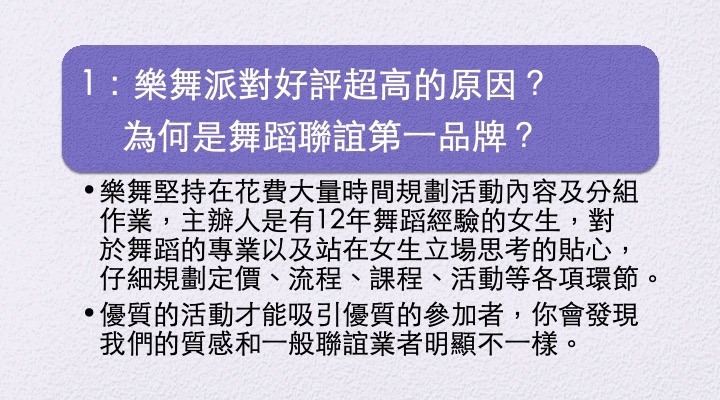 1：樂舞派對好評超高的原因？
為何是舞蹈聯誼第一品牌？
•樂舞堅持在花費大量時間規劃活動內容及分組
作業，主辦人是有12年舞蹈經驗的女生，對
於舞蹈的專業以及站在女生立場思考的貼心，
仔細規劃定價、流程、課程、活動等各項環節。
•優質的活動才能吸引優質的參加者，你會發現
我們的質感和一般聯誼業者明顯不一樣。